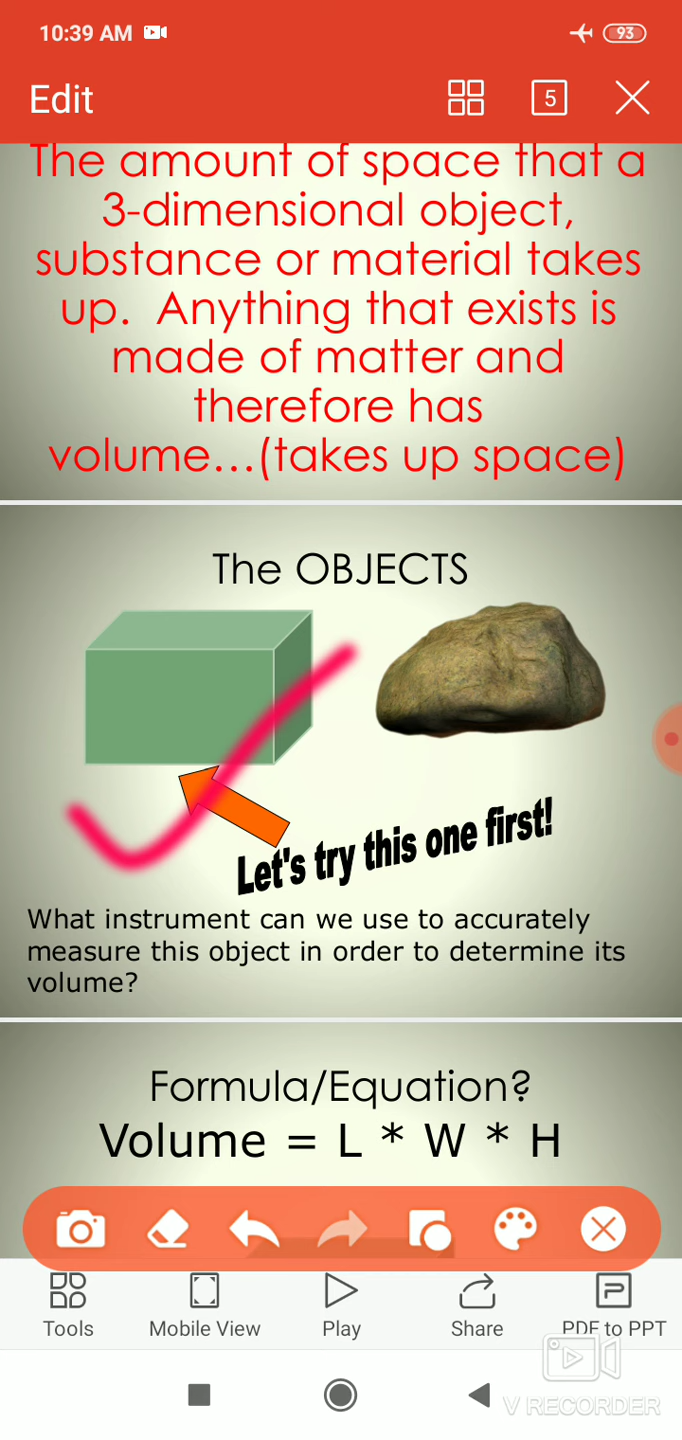 10:39 AM
93
Edit
5
The amount of space that a
3-dimensional object,
substance or material takes
up. Anything that exists is
made of matter and
therefore has
volume...(takes up space)
The OBJECTS
Let's try this one first!
What instrument can we use to accurately
measure this object in order to determine its
volume?
Formula/Equation?
Volume = L * W * H
Tools
Mobile View
Play
Share
PDF to PPT
V RECORDER